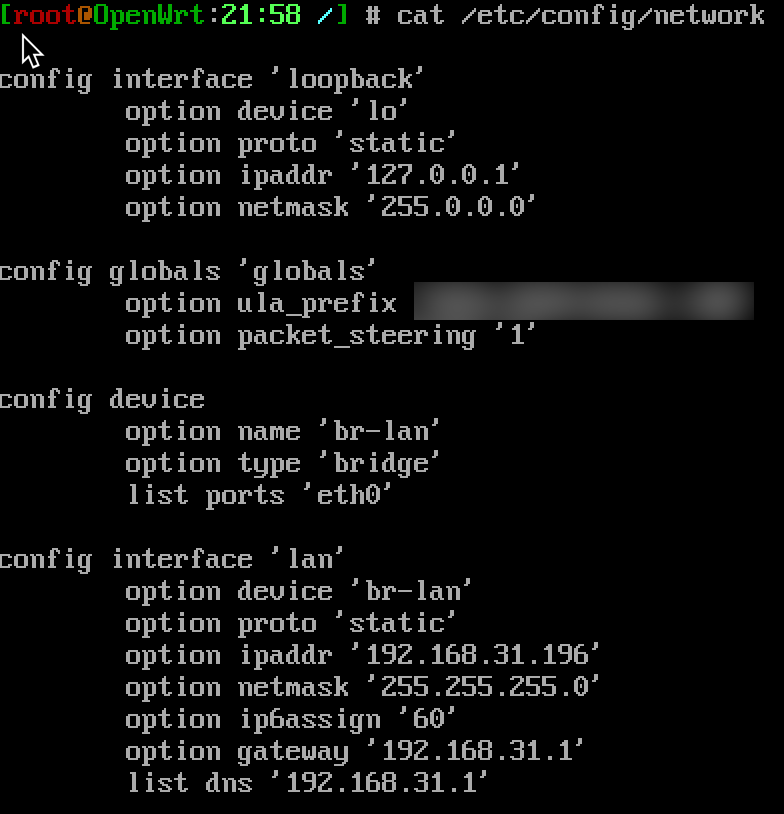 [root@OpenWrt:21:58 /] # cat /etc/config/network
config interface 'loopback'
option device 'lo'
option proto 'static'
option ipaddr '127.0.0.1'
option netmask '255.0.0.0'
config globals 'globals'
option ula_prefix
option packet_steering '1'
config device
option name 'br-lan'
option type 'bridge'
list ports 'eth0'
config interface 'lan'
option device 'br-lan'
option proto 'static'
option ipaddr '192.168.31.196'
option netmask '255.255.255.0'
option ip6assign '60'
option gateway '192.168.31.1'
list dns '192.168.31.1'